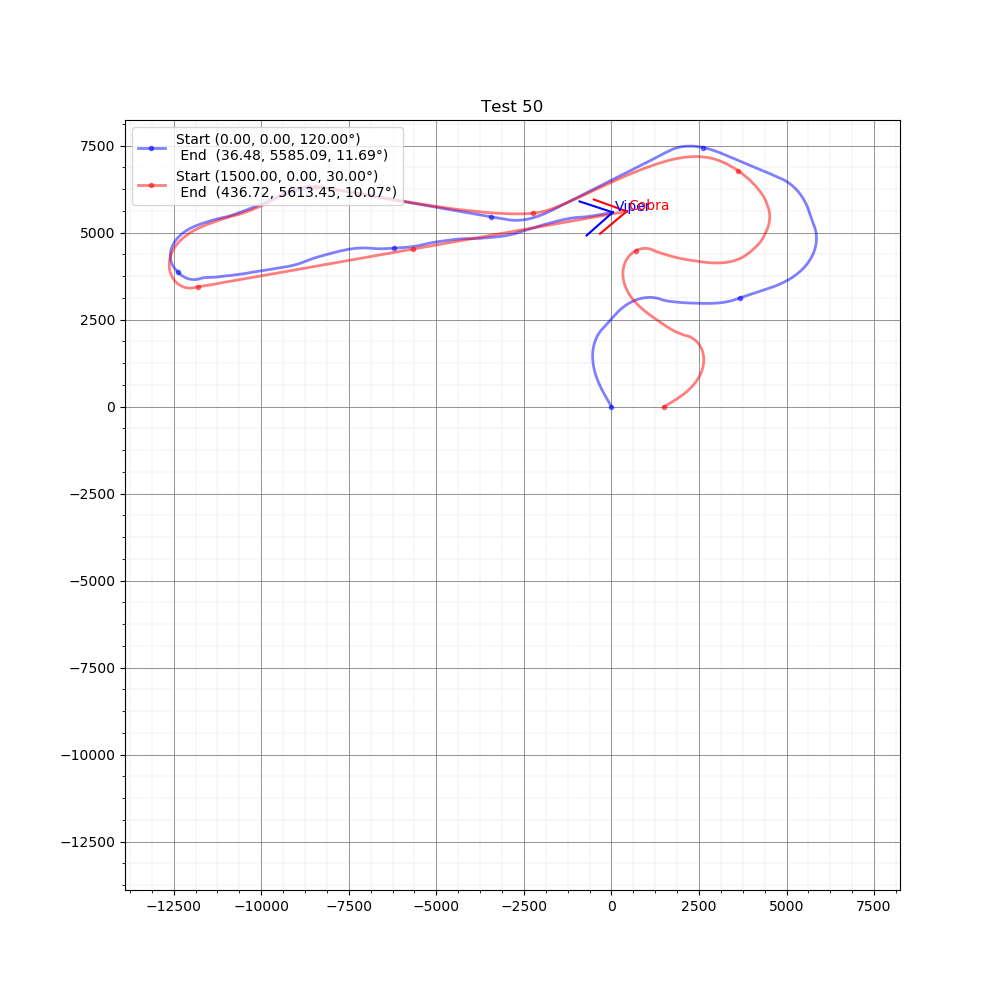 Test 50
Start (0.00, 0.00, 120.00°)
End (36.48, 5585.09, 11.69°)
Start (1500.00, 0.00, 30.00°)
End (436.72, 5613.45, 10.07°)
Viper
Cobra
7500
5000
2500
0
−2500
−5000
−7500
−10000
−12500
−12500 −10000 −7500 −5000 −2500 0 2500 5000 7500